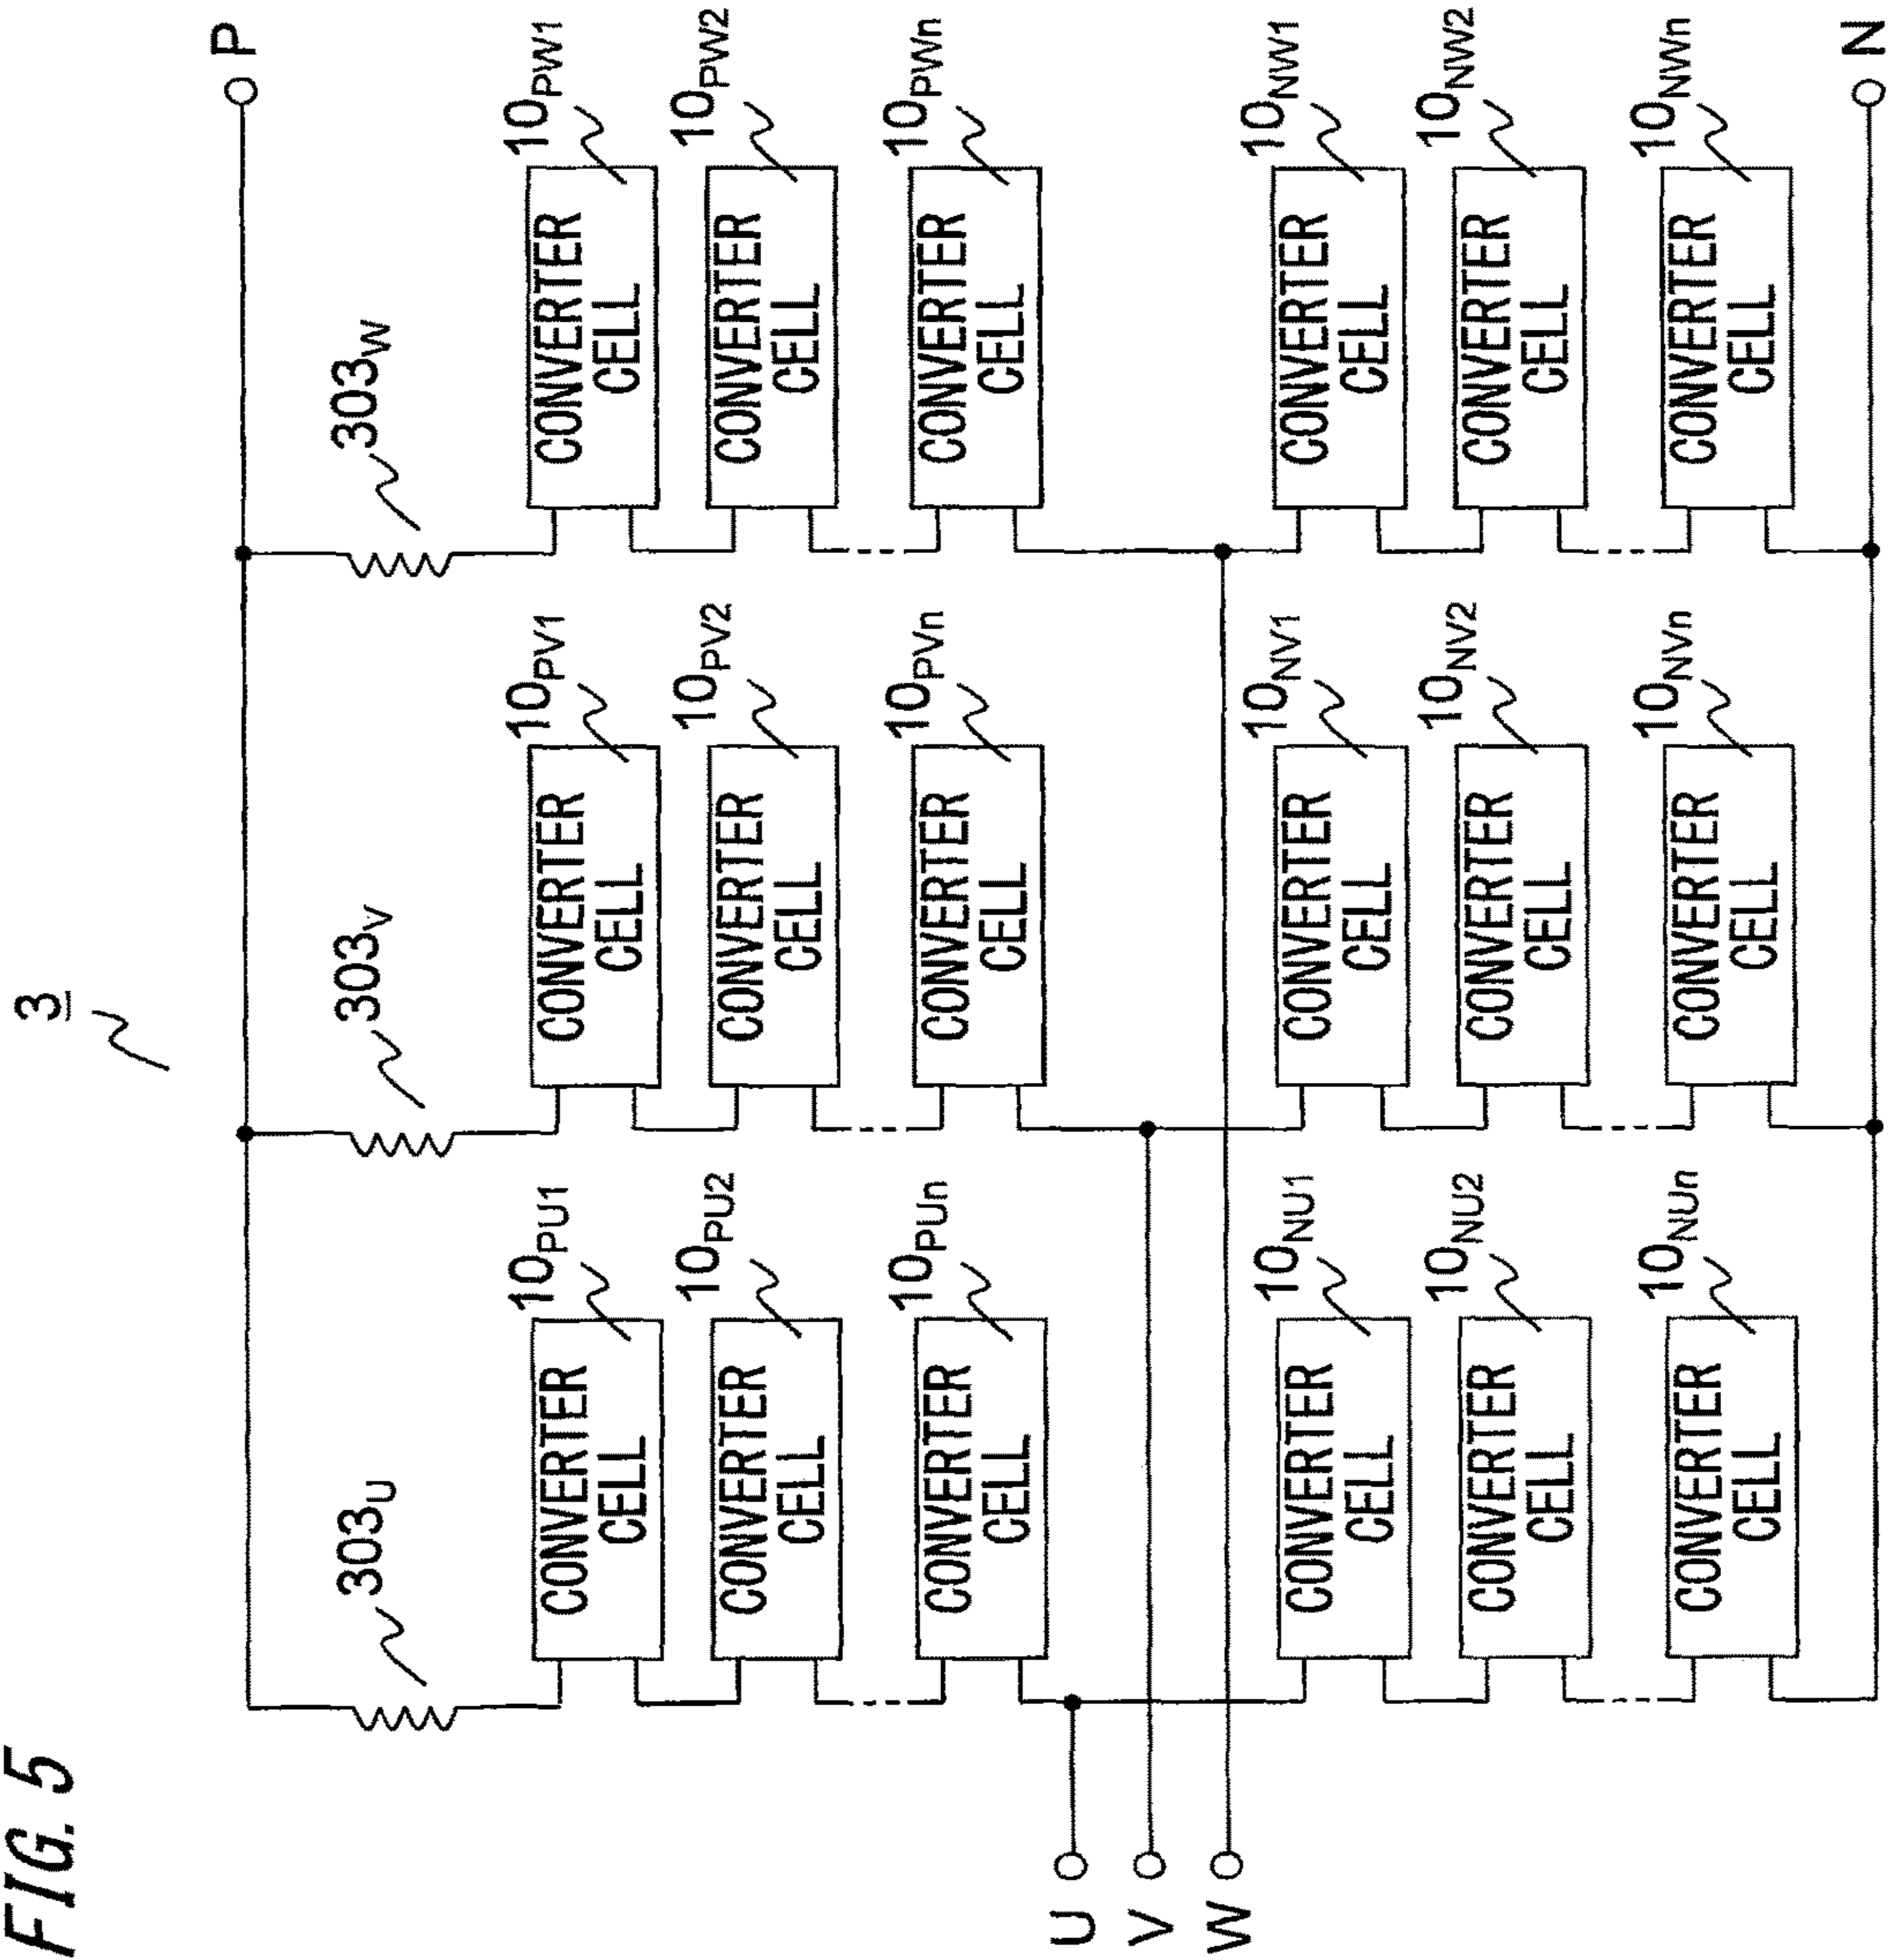 FIG. 5
3
P
303U
303V
303W
10PU1
CONVERTER
CELL
10PV1
CONVERTER
CELL
10PW1
CONVERTER
CELL
10PU2
CONVERTER
CELL
10PV2
CONVERTER
CELL
10PW2
CONVERTER
CELL
10PUn
CONVERTER
CELL
10PVn
CONVERTER
CELL
10PWn
CONVERTER
CELL
U
V
W
10NU1
CONVERTER
CELL
10NV1
CONVERTER
CELL
10NW1
CONVERTER
CELL
10NU2
CONVERTER
CELL
10NV2
CONVERTER
CELL
10NW2
CONVERTER
CELL
10NUn
CONVERTER
CELL
10NVn
CONVERTER
CELL
10NWn
CONVERTER
CELL
N